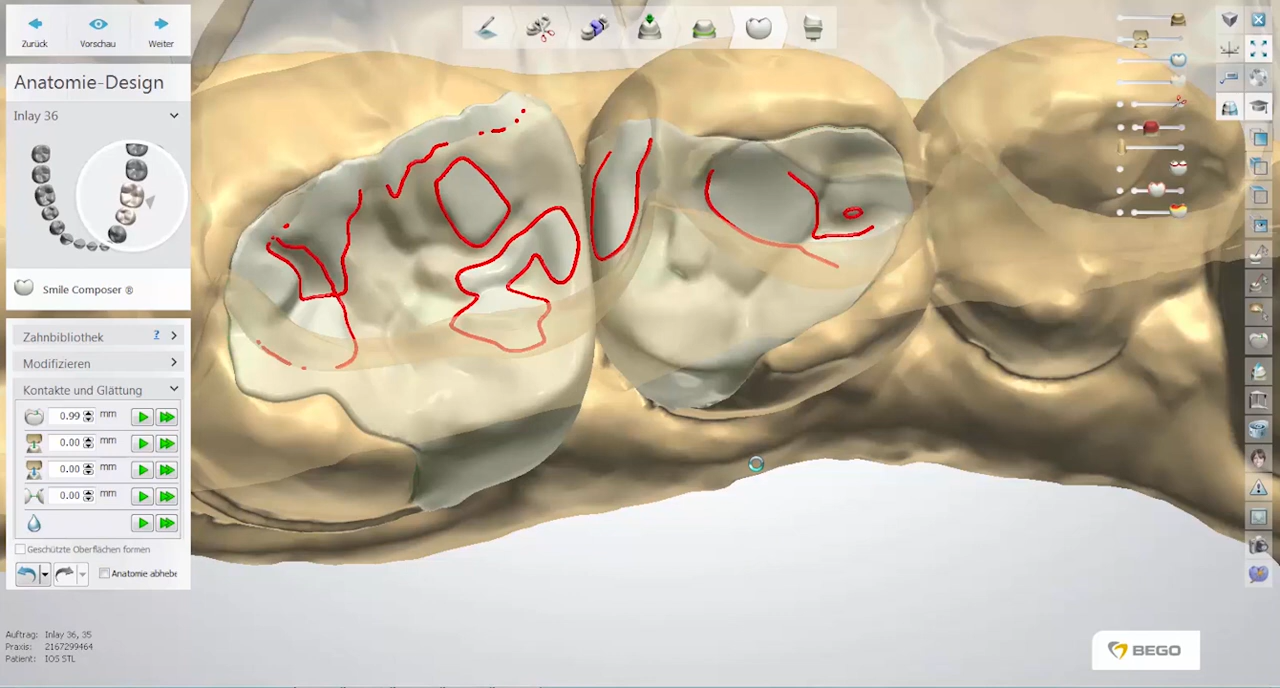 Zurück
Vorschau
Weiter
Anatomie-Design
Inlay 36
Smile Composer ®
Zahnbibliothek ?
Modifizieren
Kontakte und Glättung
0.99 mm
0.00 mm
0.00 mm
0.00 mm
Geschützte Oberflächen formen
Anatomie abhebe
Auftrag: Inlay 36, 35
Praxis: 2167299464
Patient: IOS STL
BEGO